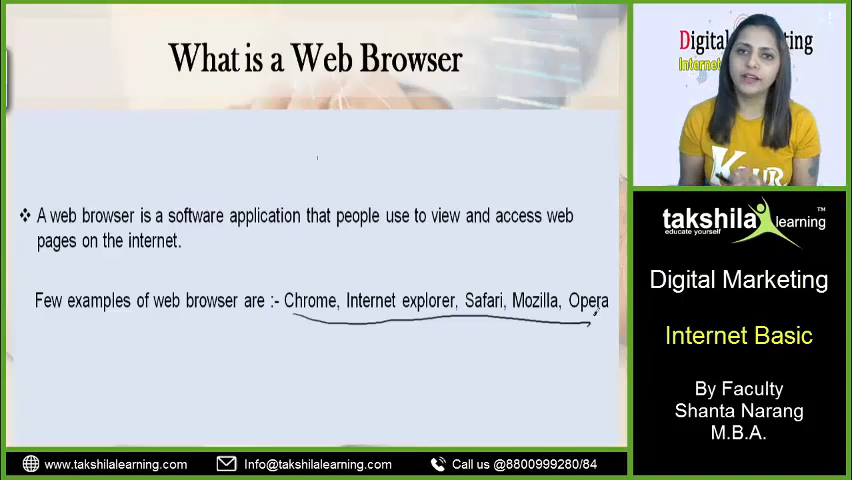 What is a Web Browser
❖ A web browser is a software application that people use to view and access web
pages on the internet.
Few examples of web browser are :- Chrome, Internet explorer, Safari, Mozilla, Opera
Internet
takshila learning™
educate yourself
Digital Marketing
Internet Basic
By Faculty
Shanta Narang
M.B.A.
www.takshilalearning.com
Info@takshilalearning.com
Call us @8800999280/84